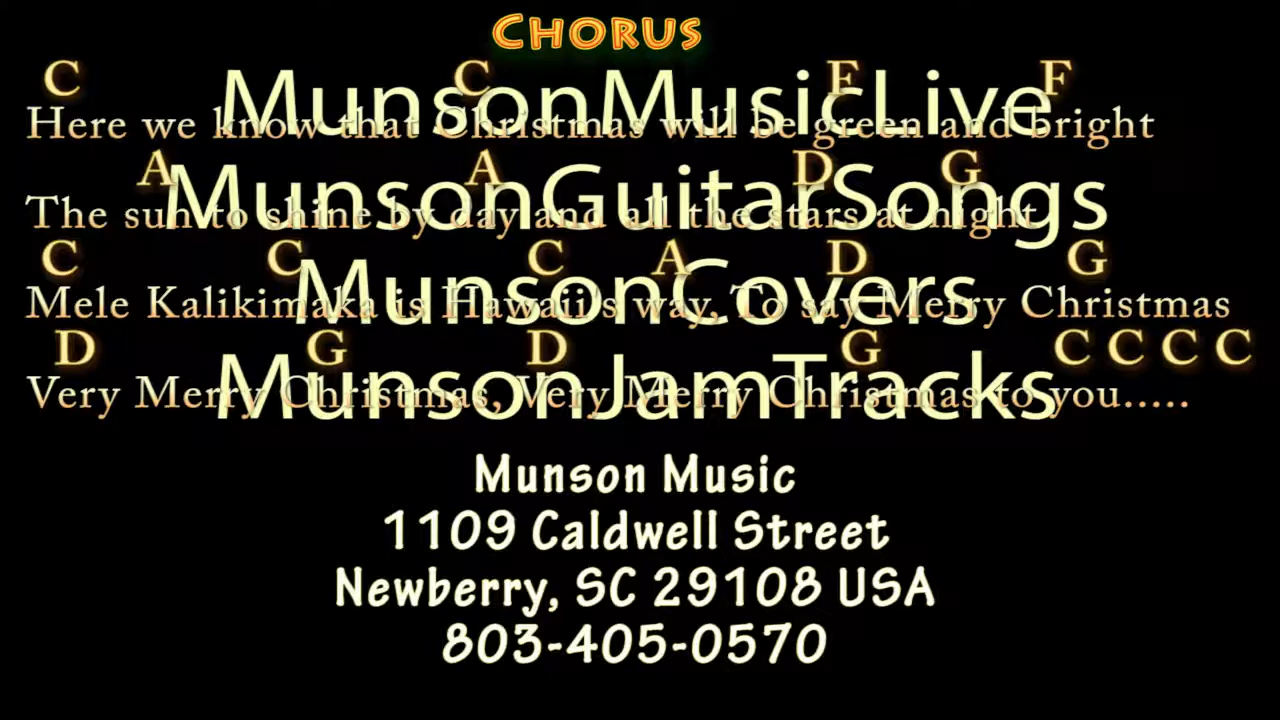 CHORUS
C C F F
MunsonMusicLive
Here we know that Christmas will be green and bright
A A D G
MunsonGuitarSongs
The sun to shine by day and all the stars at night
C C C A D G
MunsonCovers
Mele Kalikimaka is Hawaii's way, To say Merry Christmas
D G D G C C C C
MunsonJamTracks
Very Merry Christmas, Very Merry Christmas to you.....
Munson Music
1109 Caldwell Street
Newberry, SC 29108 USA
803-405-0570